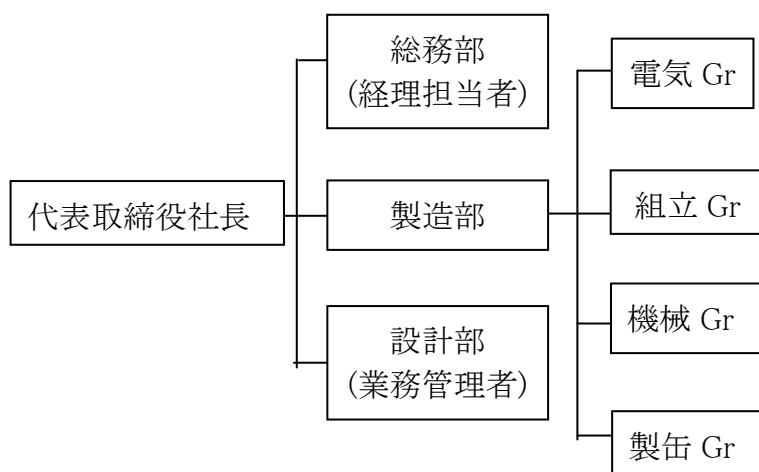 総務部
(経理担当者)
電気 Gr
代表取締役社長
製造部
組立 Gr
設計部
(業務管理者)
機械 Gr
製缶 Gr